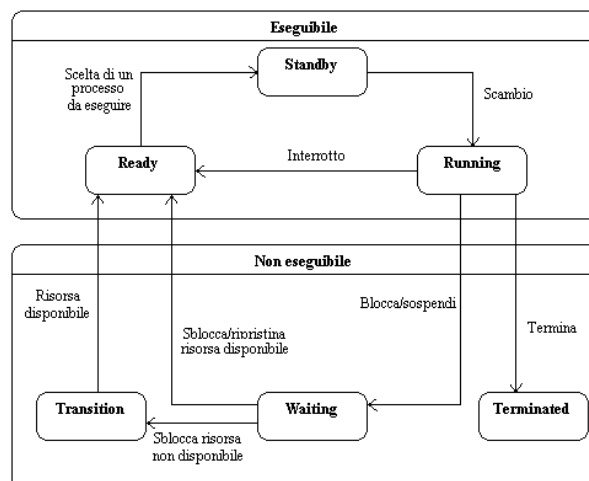 Eseguibile
Standby
Scelta di un
processo
da eseguire
Scambio
Ready
Interrotto
Running
Non eseguibile
Risorsa
disponibile
Blocca/sospendi
Sblocca/ripristina
risorsa disponibile
Termina
Transition
Waiting
Terminated
Sblocca risorsa
non disponibile